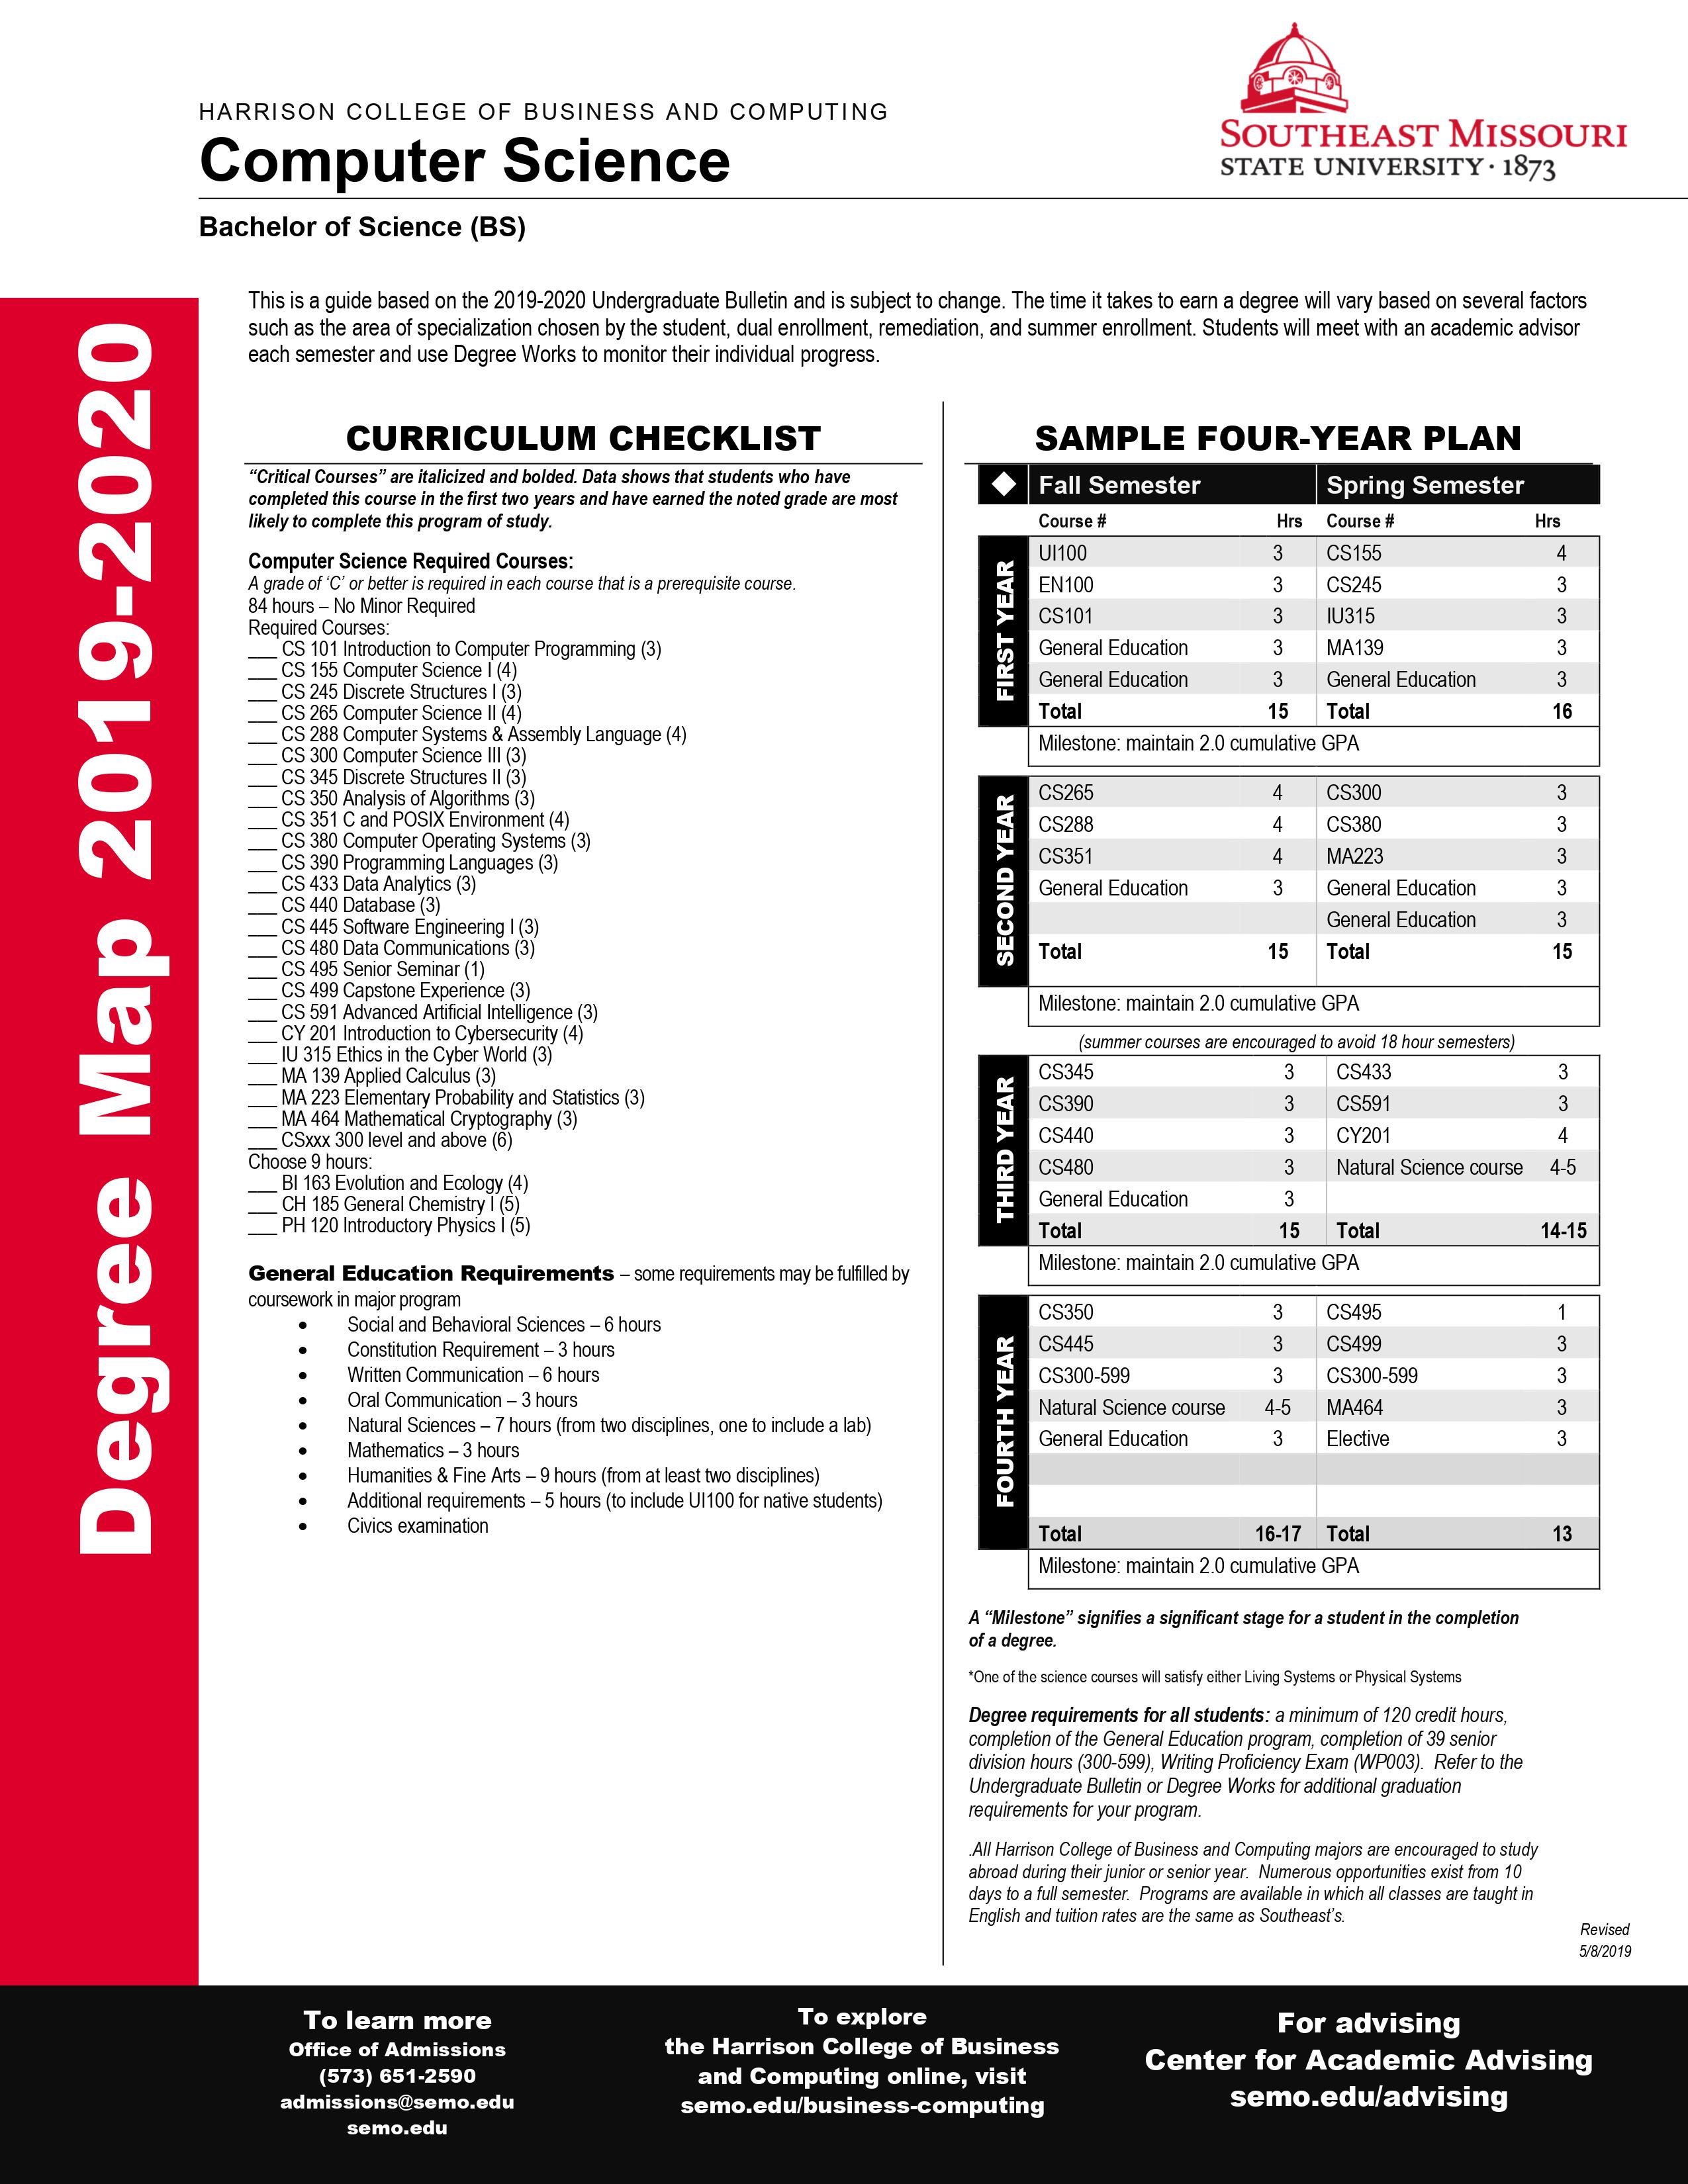 HARRISON COLLEGE OF BUSINESS AND COMPUTING
Computer Science
SOUTHEAST MISSOURI
STATE UNIVERSITY · 1873
Bachelor of Science (BS)
Degree Map 2019-2020
This is a guide based on the 2019-2020 Undergraduate Bulletin and is subject to change. The time it takes to earn a degree will vary based on several factors
such as the area of specialization chosen by the student, dual enrollment, remediation, and summer enrollment. Students will meet with an academic advisor
each semester and use Degree Works to monitor their individual progress.
CURRICULUM CHECKLIST
“Critical Courses” are italicized and bolded. Data shows that students who have
completed this course in the first two years and have earned the noted grade are most
likely to complete this program of study.
Computer Science Required Courses:
A grade of ‘C’ or better is required in each course that is a prerequisite course.
84 hours – No Minor Required
Required Courses:
___ CS 101 Introduction to Computer Programming (3)
___ CS 155 Computer Science I (4)
___ CS 245 Discrete Structures I (3)
___ CS 265 Computer Science II (4)
___ CS 288 Computer Systems & Assembly Language (4)
___ CS 300 Computer Science III (3)
___ CS 345 Discrete Structures II (3)
___ CS 350 Analysis of Algorithms (3)
___ CS 351 C and POSIX Environment (4)
___ CS 380 Computer Operating Systems (3)
___ CS 390 Programming Languages (3)
___ CS 433 Data Analytics (3)
___ CS 440 Database (3)
___ CS 445 Software Engineering I (3)
___ CS 480 Data Communications (3)
___ CS 495 Senior Seminar (1)
___ CS 499 Capstone Experience (3)
___ CS 591 Advanced Artificial Intelligence (3)
___ CY 201 Introduction to Cybersecurity (4)
___ IU 315 Ethics in the Cyber World (3)
___ MA 139 Applied Calculus (3)
___ MA 223 Elementary Probability and Statistics (3)
___ MA 464 Mathematical Cryptography (3)
___ CSxxx 300 level and above (6)
Choose 9 hours:
___ BI 163 Evolution and Ecology (4)
___ CH 185 General Chemistry I (5)
___ PH 120 Introductory Physics I (5)
General Education Requirements – some requirements may be fulfilled by
coursework in major program
• Social and Behavioral Sciences – 6 hours
• Constitution Requirement – 3 hours
• Written Communication – 6 hours
• Oral Communication – 3 hours
• Natural Sciences – 7 hours (from two disciplines, one to include a lab)
• Mathematics – 3 hours
• Humanities & Fine Arts – 9 hours (from at least two disciplines)
• Additional requirements – 5 hours (to include UI100 for native students)
• Civics examination
SAMPLE FOUR-YEAR PLAN
Fall Semester Spring Semester
Course # Hrs Course # Hrs
FIRST YEAR
UI100 3 CS155 4
EN100 3 CS245 3
CS101 3 IU315 3
General Education 3 MA139 3
General Education 3 General Education 3
Total 15 Total 16
Milestone: maintain 2.0 cumulative GPA
SECOND YEAR
CS265 4 CS300 3
CS288 4 CS380 3
CS351 4 MA223 3
General Education 3 General Education 3
General Education 3
Total 15 Total 15
Milestone: maintain 2.0 cumulative GPA
(summer courses are encouraged to avoid 18 hour semesters)
THIRD YEAR
CS345 3 CS433 3
CS390 3 CS591 3
CS440 3 CY201 4
CS480 3 Natural Science course 4-5
General Education 3
Total 15 Total 14-15
Milestone: maintain 2.0 cumulative GPA
FOURTH YEAR
CS350 3 CS495 1
CS445 3 CS499 3
CS300-599 3 CS300-599 3
Natural Science course 4-5 MA464 3
General Education 3 Elective 3
Total 16-17 Total 13
Milestone: maintain 2.0 cumulative GPA
A “Milestone” signifies a significant stage for a student in the completion
of a degree.
*One of the science courses will satisfy either Living Systems or Physical Systems
Degree requirements for all students: a minimum of 120 credit hours,
completion of the General Education program, completion of 39 senior
division hours (300-599), Writing Proficiency Exam (WP003). Refer to the
Undergraduate Bulletin or Degree Works for additional graduation
requirements for your program.
.All Harrison College of Business and Computing majors are encouraged to study
abroad during their junior or senior year. Numerous opportunities exist from 10
days to a full semester. Programs are available in which all classes are taught in
English and tuition rates are the same as Southeast’s.
Revised
5/8/2019
To learn more
Office of Admissions
(573) 651-2590
admissions@semo.edu
semo.edu
To explore
the Harrison College of Business
and Computing online, visit
semo.edu/business-computing
For advising
Center for Academic Advising
semo.edu/advising